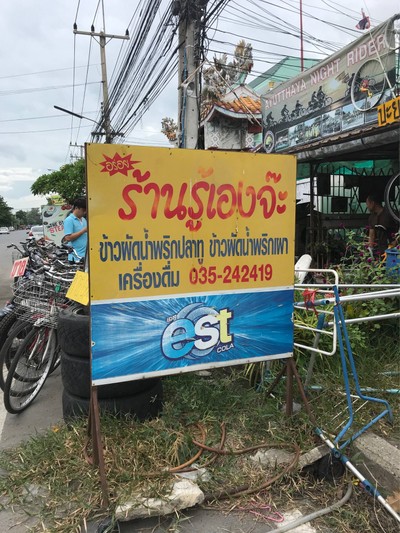 AYUTTHAYA NIGHT RIDER
อร่อย
ร้านรู้เองจ๊ะ
ข้าวผัดน้ำพริกปลาทู ข้าวผัดน้ำพริกเผา
เครื่องดื่ม 035-242419
est
COLA